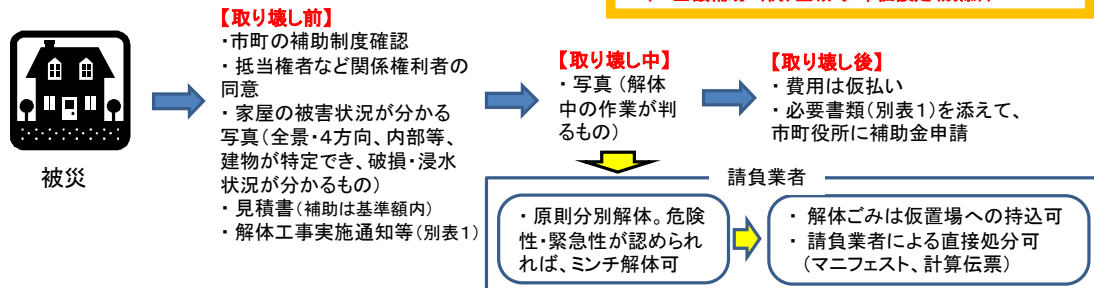 被災
【取り壊し前】
・市町の補助制度確認
・抵当権者など関係権利者の
同意
・家屋の被害状況が分かる
写真(全景・4方向、内部等、
建物が特定でき、破損・浸水
状況が分かるもの)
・見積書(補助は基準額内)
・解体工事実施通知等(別表1)
【取り壊し中】
・写真(解体
中の作業が判
るもの)
【取り壊し後】
・費用は仮払い
・必要書類(別表1)を添えて、
市町役所に補助金申請
請負業者
・原則分別解体。危険
性・緊急性が認められ
れば、ミンチ解体可
・ 解体ごみは仮置場への持込可
・ 請負業者による直接処分可
(マニフェスト、計算伝票)